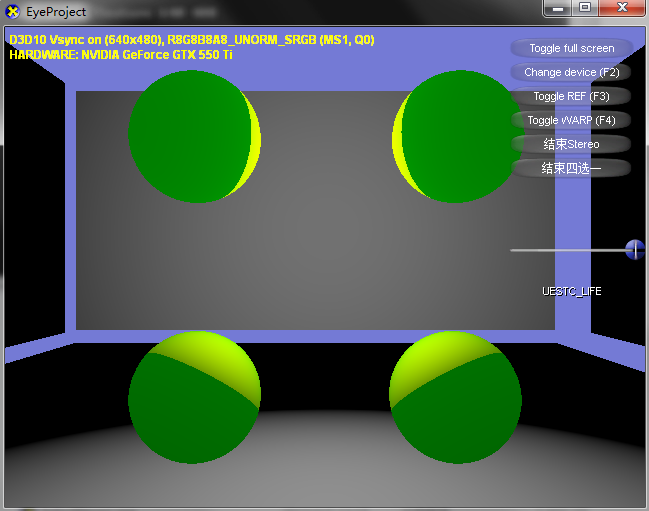 EyeProject
D3D10 Vsync on (640x480), R8G8B8A8_UNORM_SRGB (MS1, Q0)
HARDWARE: NVIDIA GeForce GTX 550 Ti
Toggle full screen
Change device (F2)
Toggle REF (F3)
Toggle WARP (F4)
结束Stereo
结束四选一
UESTC_LIFE